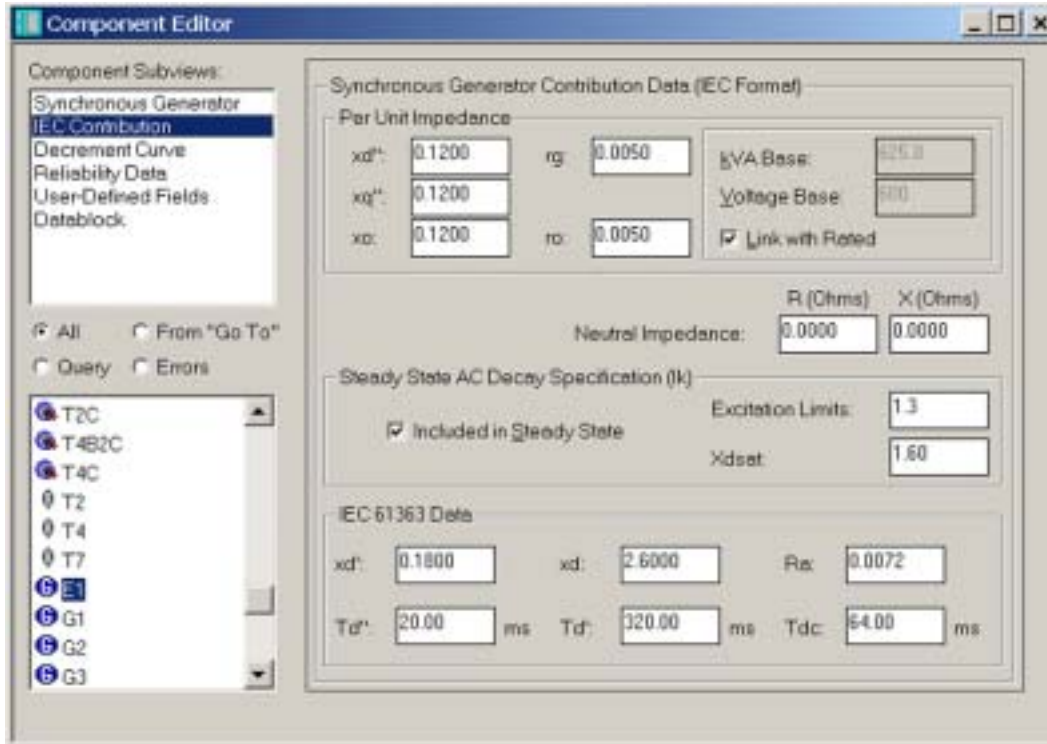 Component Editor
Component Subviews:
Synchronous Generator
IEC Contribution
Decrement Curve
Reliability Data
User-Defined Fields
Datablock
All
From "Go To"
Query
Errors
T2C
T4B2C
T4C
T2
T4
T7
E1
G1
G2
G3
Synchronous Generator Contribution Data (IEC Format)
Per Unit Impedance
xd": 0.1200 rg: 0.0050
xq": 0.1200
xo: 0.1200 ro: 0.0050
kVA Base: 625.0
Voltage Base: 600
Link with Rated
R (Ohms) X (Ohms)
Neutral Impedance: 0.0000 0.0000
Steady State AC Decay Specification (Ik)
Included in Steady State
Excitation Limits: 1.3
Xdsat: 1.60
IEC 61363 Data
xd': 0.1800 xd: 2.6000 Ra: 0.0072
Td": 20.00 ms Td': 320.00 ms Tdc: 64.00 ms